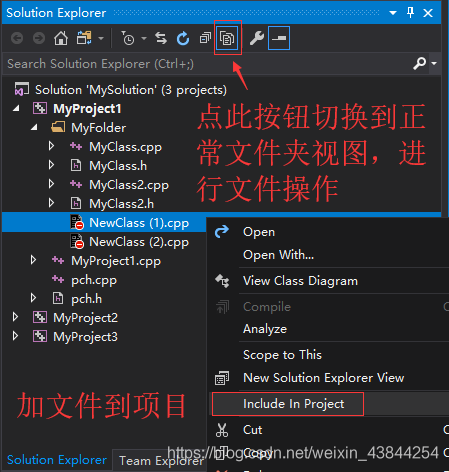 Solution Explorer
Search Solution Explorer (Ctrl+;)
Solution 'MySolution' (3 projects)
MyProject1
MyFolder
MyClass.cpp
MyClass.h
MyClass2.cpp
MyClass2.h
NewClass (1).cpp
NewClass (2).cpp
MyProject1.cpp
pch.cpp
pch.h
MyProject2
MyProject3
点此按钮切换到正
常文件夹视图，进
行文件操作
Open
Open With...
View Class Diagram
Compile
Analyze
Scope to This
New Solution Explorer View
Include In Project
Cut
Copy
加文件到项目
Solution Explorer
Team Explorer
https://blog.csdn.net/weixin_43844254